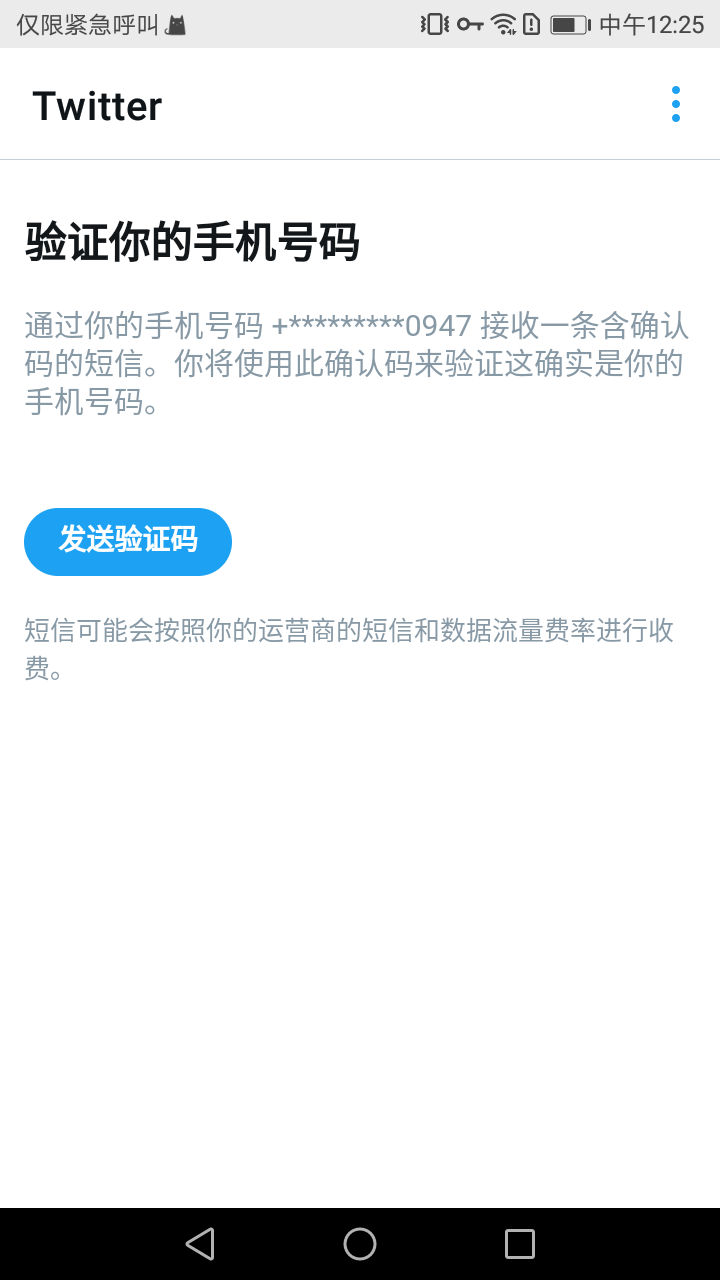 仅限紧急呼叫
中午12:25
Twitter
验证你的手机号码
通过你的手机号码 +*********0947 接收一条含确认
码的短信。你将使用此确认码来验证这确实是你的
手机号码。
发送验证码
短信可能会按照你的运营商的短信和数据流量费率进行收
费。